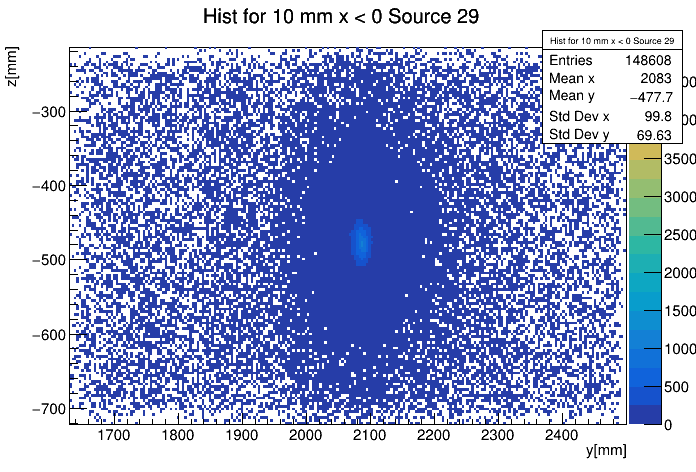 Hist for 10 mm x < 0 Source 29
z[mm]
Hist for 10 mm x < 0 Source 29
Entries 148608
Mean x 2083
Mean y −477.7
Std Dev x 99.8
Std Dev y 69.63
−300
−400
−500
−600
−700
3500
3000
2500
2000
1500
1000
500
0
1700 1800 1900 2000 2100 2200 2300 2400
y[mm]